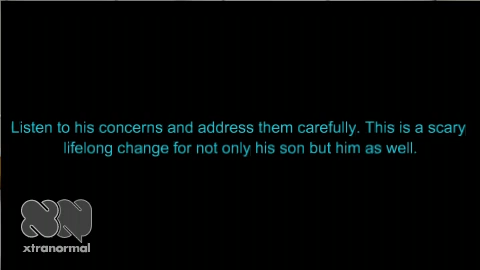 Listen to his concerns and address them carefully. This is a scary
lifelong change for not only his son but him as well.
xtranormal